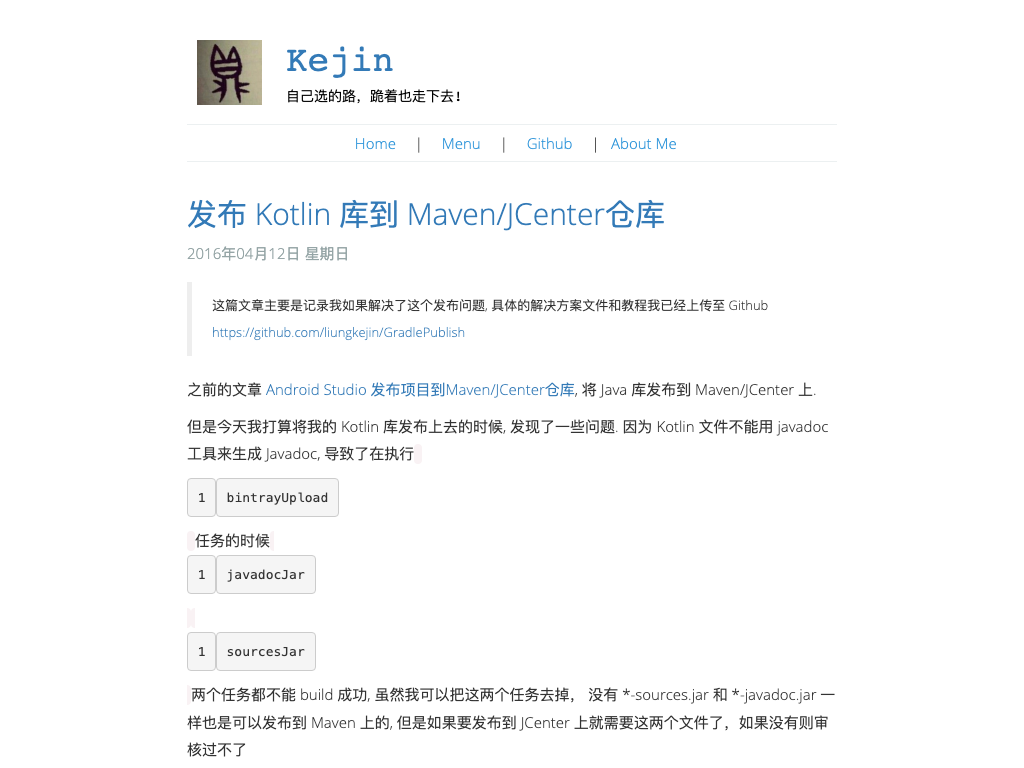 Kejin
自己选的路，跪着也走下去！
Home | Menu | Github | About Me
发布 Kotlin 库到 Maven/JCenter仓库
2016年04月12日 星期日
这篇文章主要是记录我如果解决了这个发布问题, 具体的解决方案文件和教程我已经上传至 Github
https://github.com/liungkejin/GradlePublish
之前的文章 Android Studio 发布项目到Maven/JCenter仓库, 将 Java 库发布到 Maven/JCenter 上.
但是今天我打算将我的 Kotlin 库发布上去的时候, 发现了一些问题. 因为 Kotlin 文件不能用 javadoc
工具来生成 Javadoc, 导致了在执行
1 bintrayUpload
任务的时候
1 javadocJar
1 sourcesJar
两个任务都不能 build 成功, 虽然我可以把这两个任务去掉， 没有 *-sources.jar 和 *-javadoc.jar 一
样也是可以发布到 Maven 上的, 但是如果要发布到 JCenter 上就需要这两个文件了，如果没有则审
核过不了